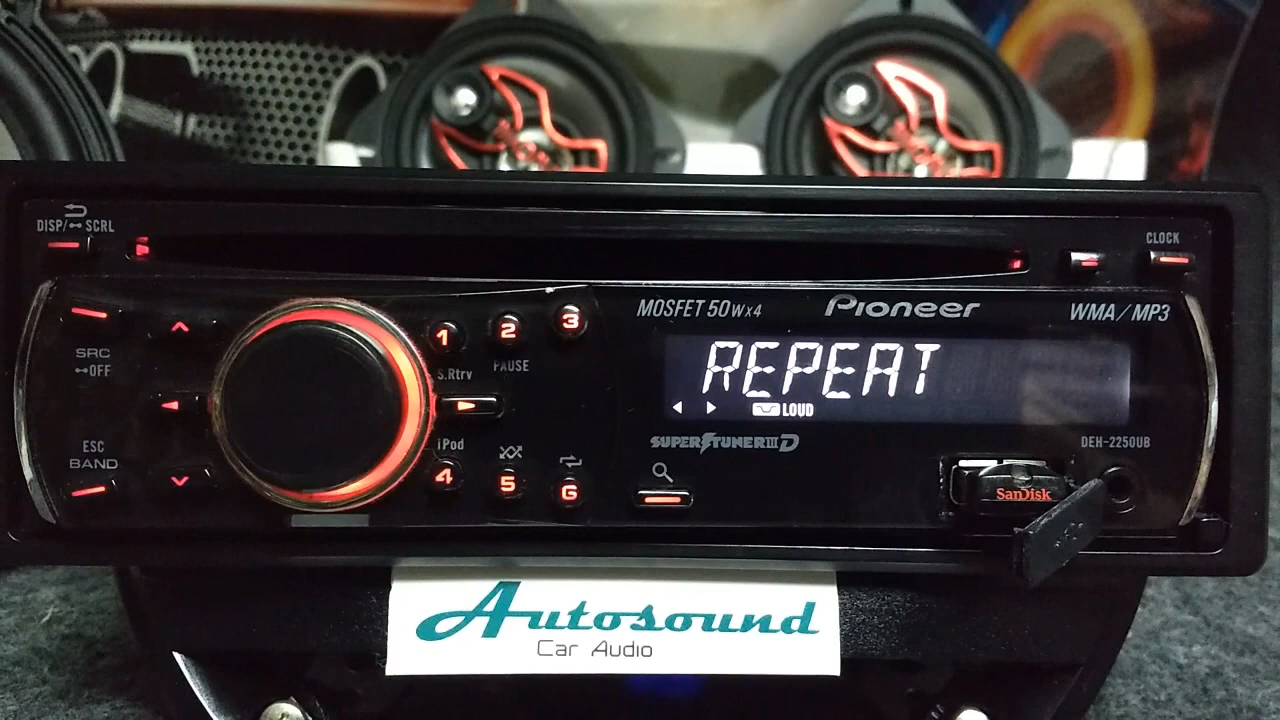 DISP/ SCRL
CLOCK
MOSFET 50Wx4
Pioneer
WMA/MP3
SRC
OFF
1
2
3
S.Rtrv
PAUSE
REPEAT
LOUD
ESC
BAND
iPod
4
5
6
SUPER TUNER III D
DEH-2250UB
SanDisk
Autosound
Car Audio